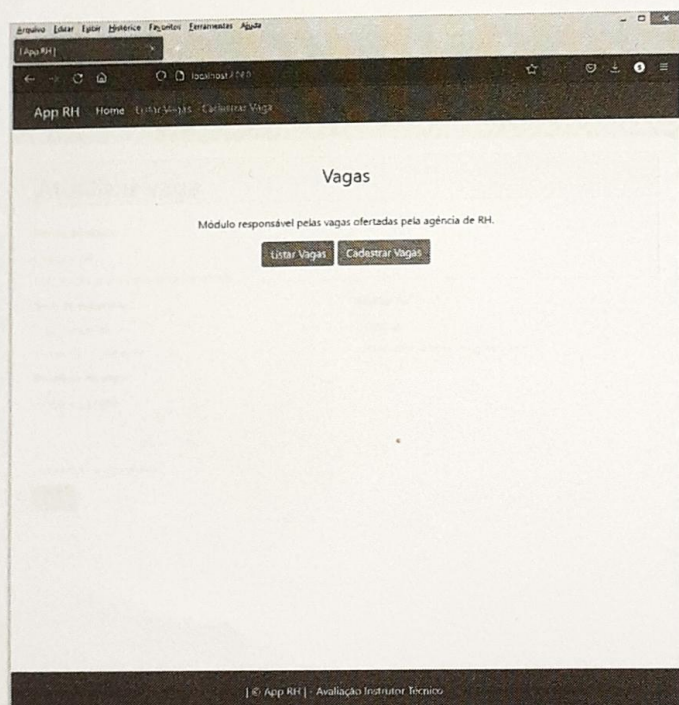 Arquivo Editar Exibir Histórico Favoritos Ferramentas Ajuda
[App RH] ×
localhost:
App RH Home Listar Vagas Cadastrar Vaga
Vagas
Módulo responsável pelas vagas ofertadas pela agência de RH.
Listar Vagas Cadastrar Vagas
| © App RH | - Avaliação Instrutor Técnico